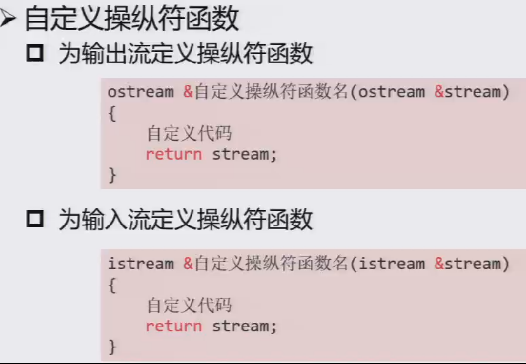 ➢ 自定义操纵符函数
❑ 为输出流定义操纵符函数
ostream &自定义操纵符函数名(ostream &stream)
{
    自定义代码
    return stream;
}
❑ 为输入流定义操纵符函数
istream &自定义操纵符函数名(istream &stream)
{
    自定义代码
    return stream;
}